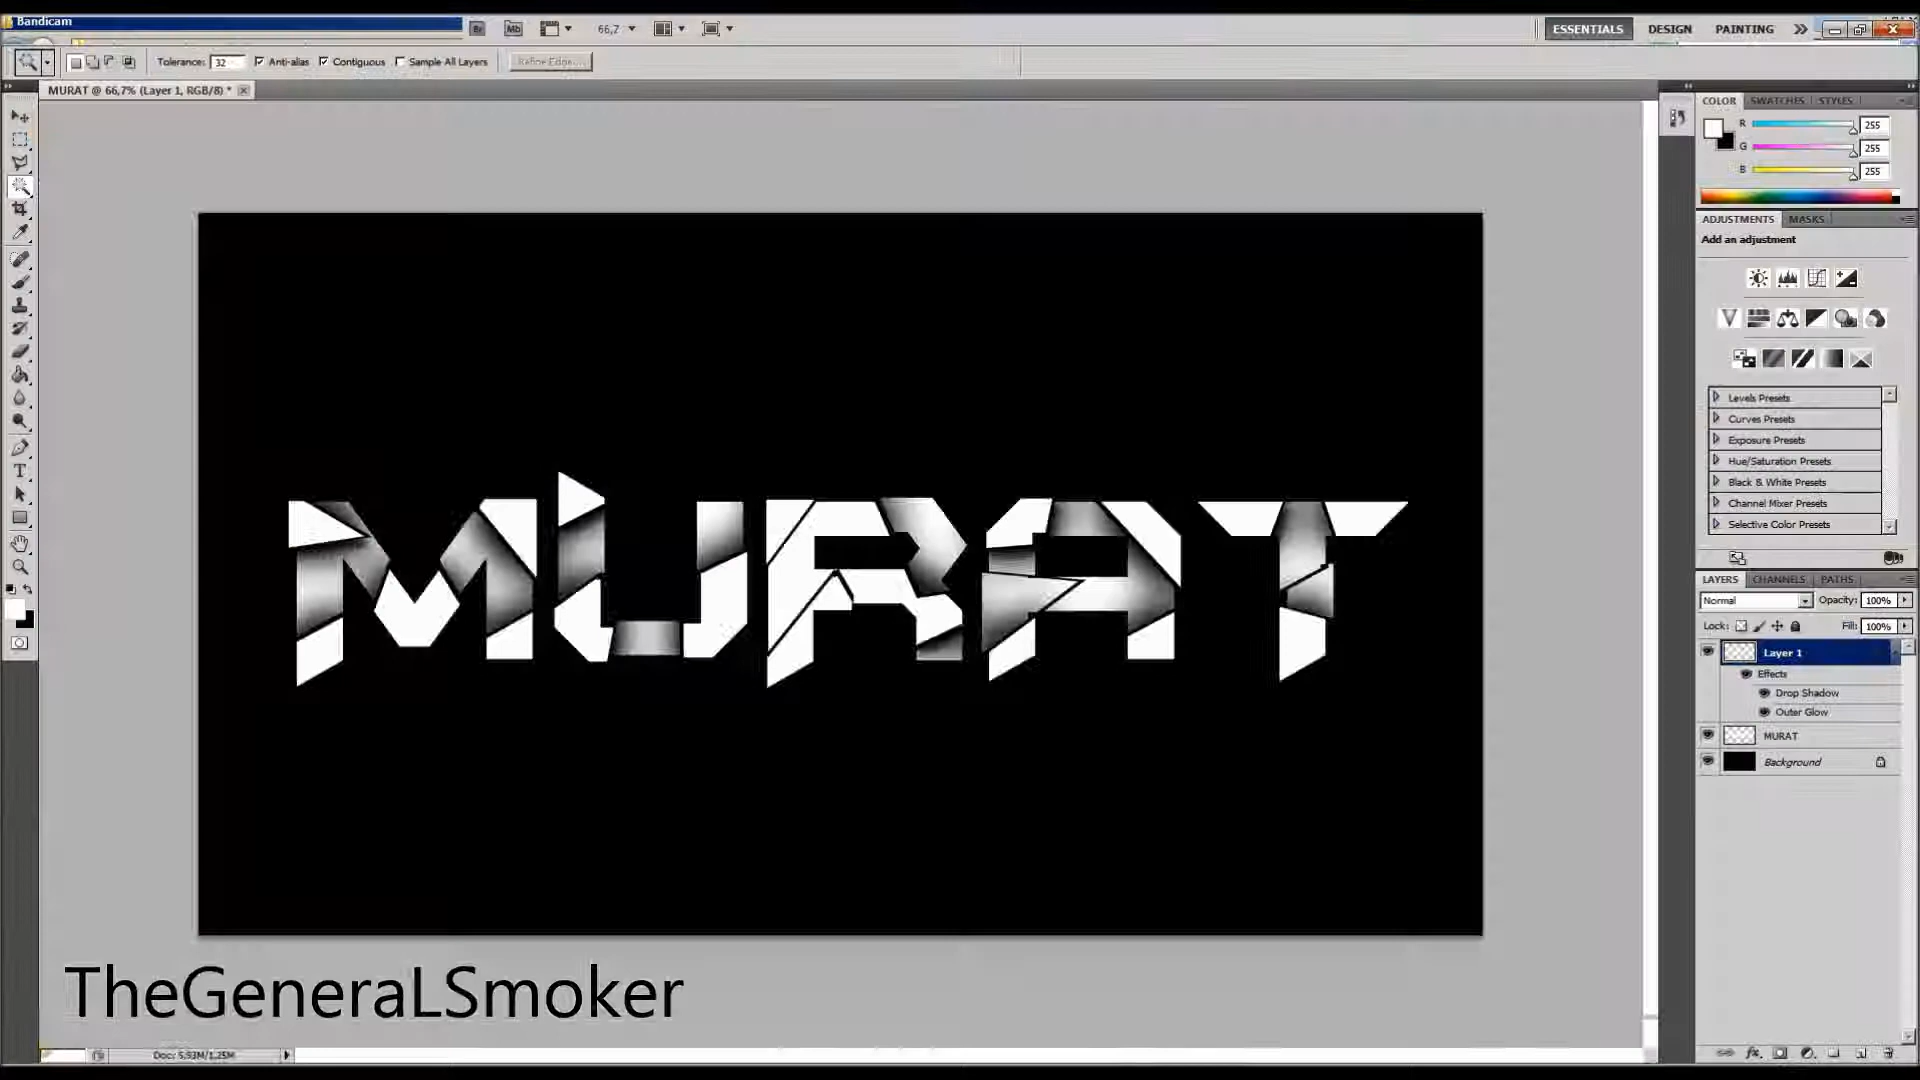 Bandicam
Br
Mb
66,7
ESSENTIALS
DESIGN
PAINTING
Tolerance: 32
Anti-alias
Contiguous
Sample All Layers
Refine Edge...
MURAT @ 66,7% (Layer 1, RGB/8) *
COLOR
SWATCHES
STYLES
R 255
G 255
B 255
ADJUSTMENTS
MASKS
Add an adjustment
Levels Presets
Curves Presets
Exposure Presets
Hue/Saturation Presets
Black & White Presets
Channel Mixer Presets
Selective Color Presets
MURAT
LAYERS
CHANNELS
PATHS
Normal
Opacity: 100%
Lock:
Fill: 100%
Layer 1
Effects
Drop Shadow
Outer Glow
MURAT
Background
TheGeneraLSmoker
Doc: 5,93M/1,25M